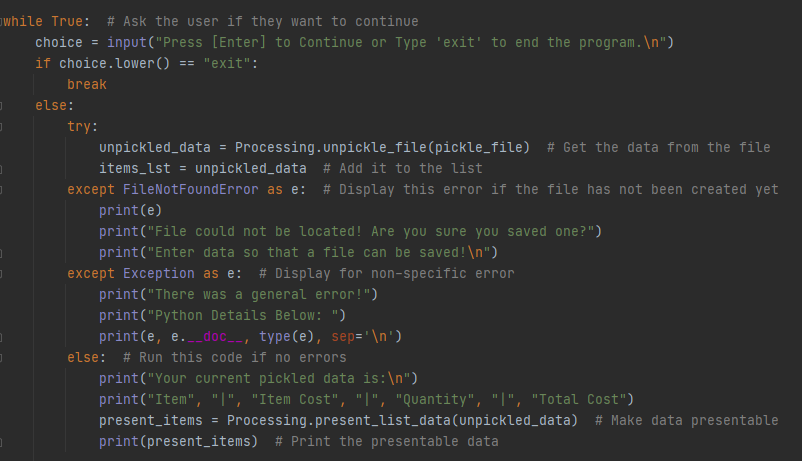 while True:  # Ask the user if they want to continue
    choice = input("Press [Enter] to Continue or Type 'exit' to end the program.\n")
    if choice.lower() == "exit":
        break
    else:
        try:
            unpickled_data = Processing.unpickle_file(pickle_file)  # Get the data from the file
            items_lst = unpickled_data  # Add it to the list
        except FileNotFoundError as e:  # Display this error if the file has not been created yet
            print(e)
            print("File could not be located! Are you sure you saved one?")
            print("Enter data so that a file can be saved!\n")
        except Exception as e:  # Display for non-specific error
            print("There was a general error!")
            print("Python Details Below: ")
            print(e, e.__doc__, type(e), sep='\n')
        else:  # Run this code if no errors
            print("Your current pickled data is:\n")
            print("Item", "|", "Item Cost", "|", "Quantity", "|", "Total Cost")
            present_items = Processing.present_list_data(unpickled_data)  # Make data presentable
            print(present_items)  # Print the presentable data